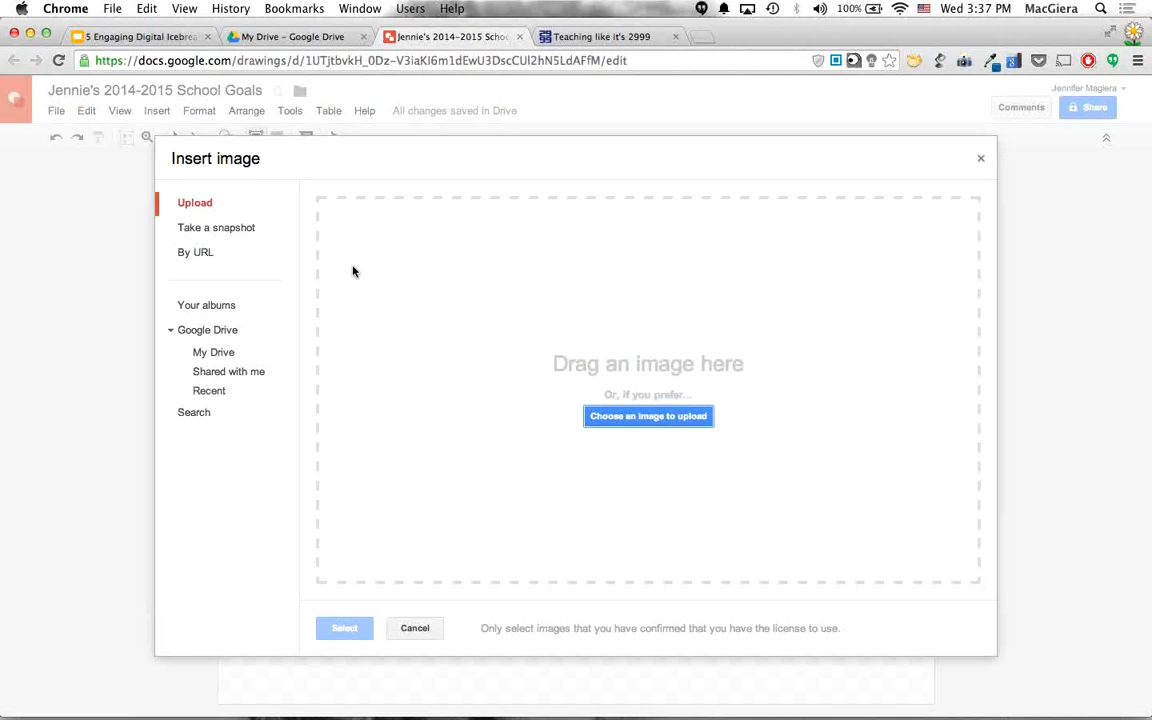 Chrome File Edit View History Bookmarks Window Users Help 100% Wed 3:37 PM MacGiera
5 Engaging Digital Icebrea × My Drive – Google Drive × Jennie's 2014–2015 Schoo × Teaching like it's 2999 ×
https://docs.google.com/drawings/d/1UTjtbvkH_0Dz-V3iaKI6m1dEwU3DscCUl2hN5LdAFfM/edit
Jennie's 2014-2015 School Goals
Jennifer Magiera
Comments
Share
File Edit View Insert Format Arrange Tools Table Help All changes saved in Drive
Insert image
×
Upload
Take a snapshot
By URL
Your albums
Google Drive
My Drive
Shared with me
Recent
Search
Drag an image here
Or, if you prefer...
Choose an image to upload
Select
Cancel
Only select images that you have confirmed that you have the license to use.